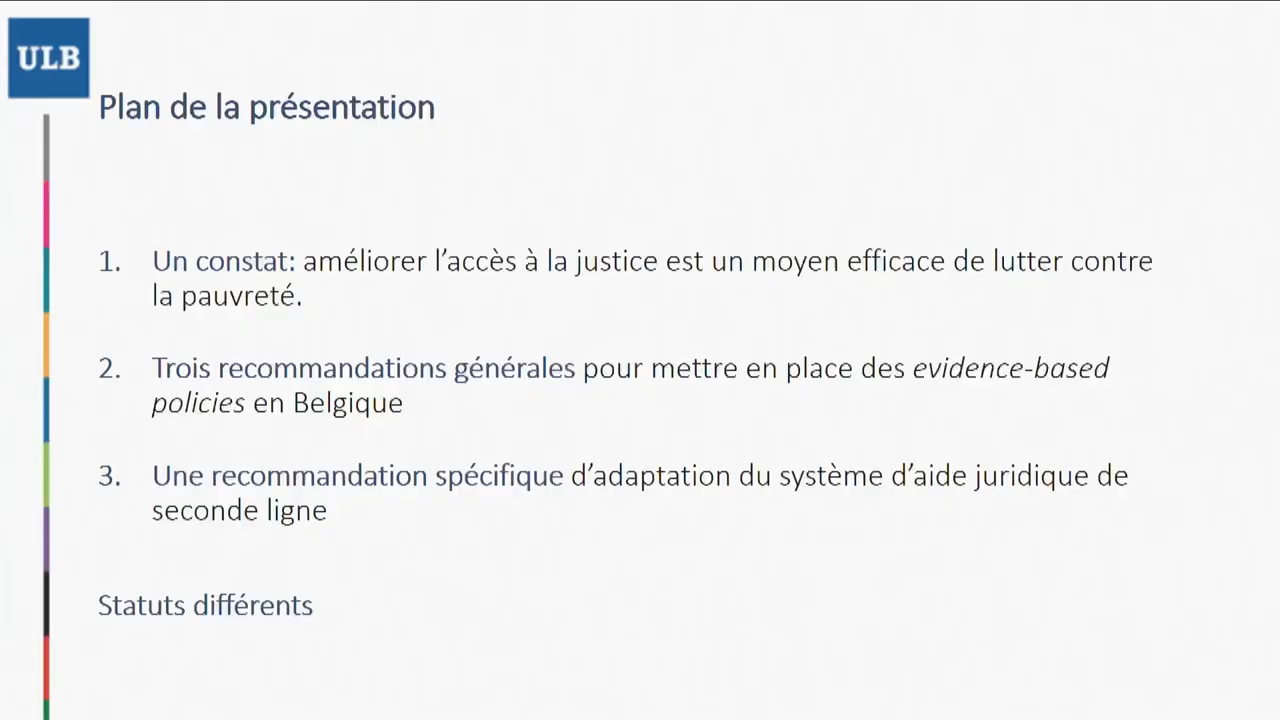 ULB
Plan de la présentation
1. Un constat: améliorer l’accès à la justice est un moyen efficace de lutter contre
la pauvreté.
2. Trois recommandations générales pour mettre en place des evidence-based
policies en Belgique
3. Une recommandation spécifique d’adaptation du système d’aide juridique de
seconde ligne
Statuts différents